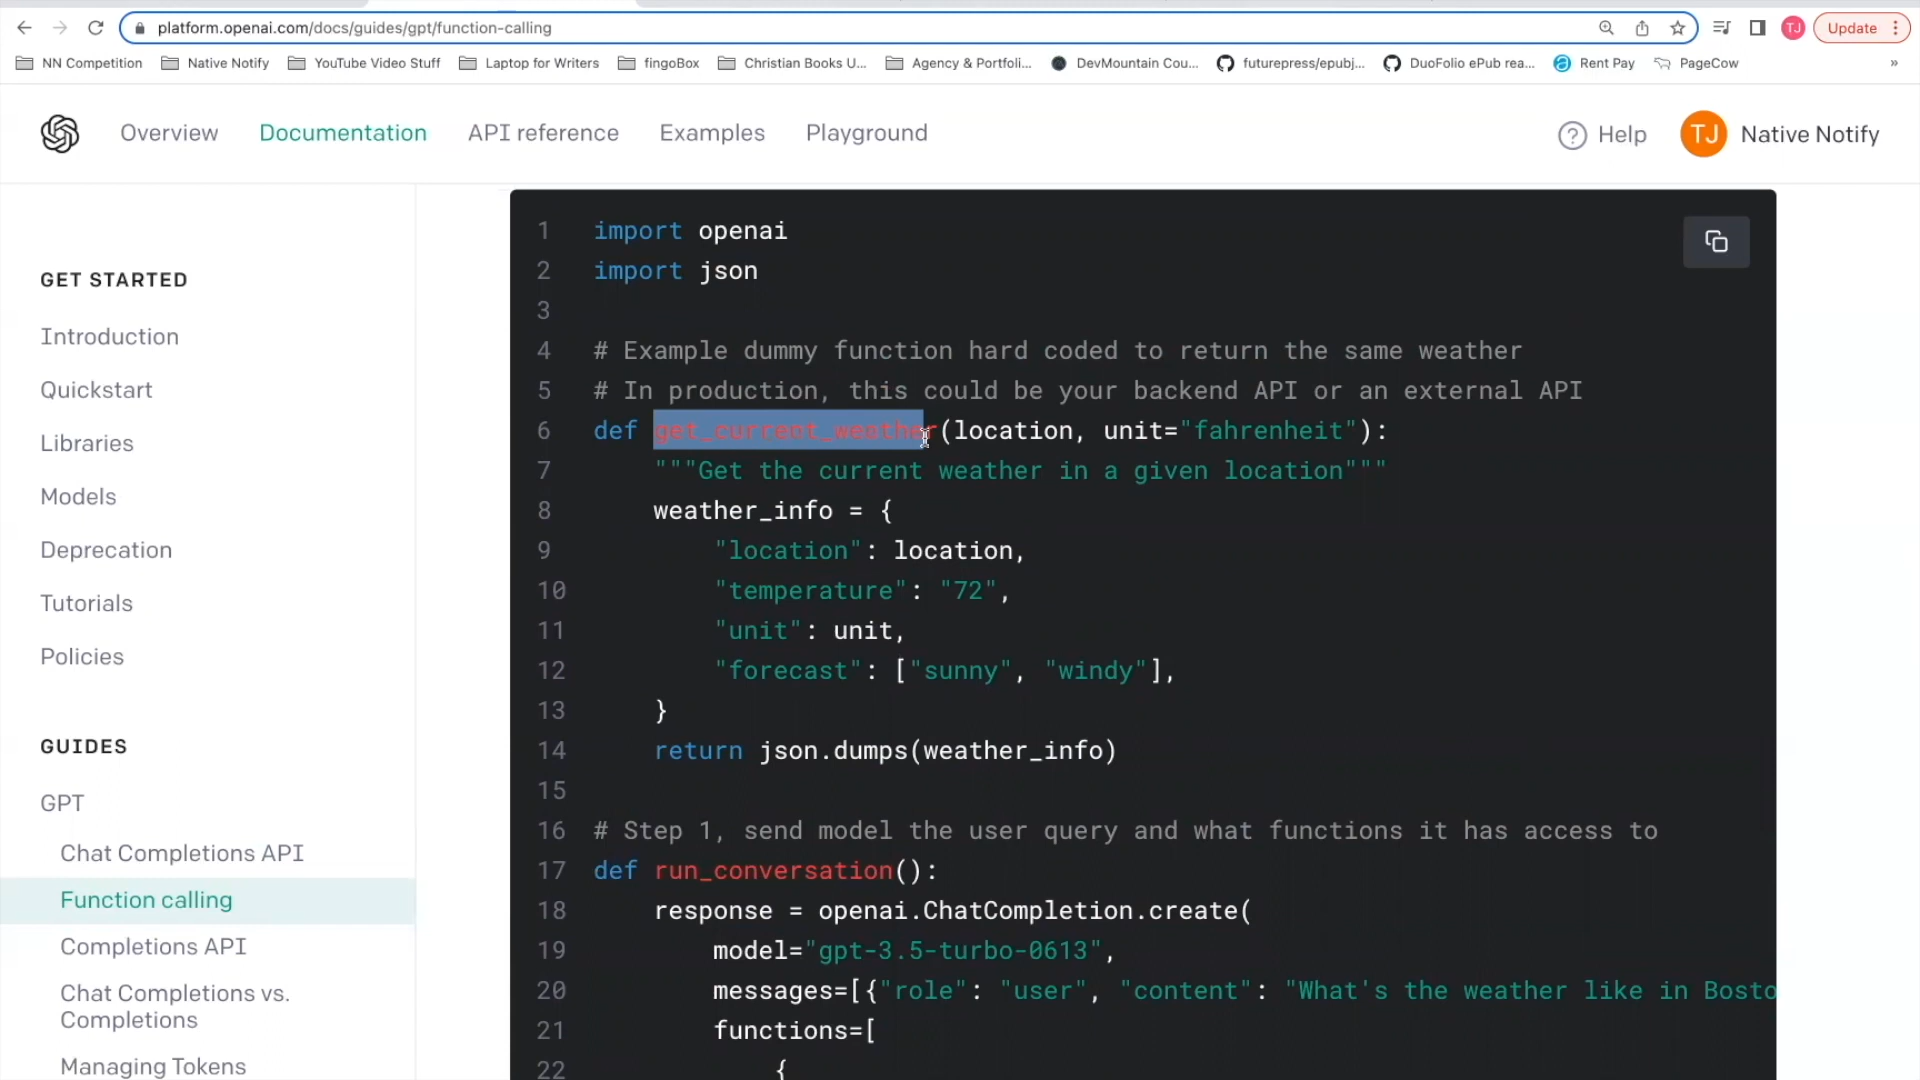 platform.openai.com/docs/guides/gpt/function-calling
TJ
Update
NN Competition
Native Notify
YouTube Video Stuff
Laptop for Writers
fingoBox
Christian Books U...
Agency & Portfoli...
DevMountain Cou...
futurepress/epubj...
DuoFolio ePub rea...
Rent Pay
PageCow
»
Overview
Documentation
API reference
Examples
Playground
? Help
TJ
Native Notify
GET STARTED
Introduction
Quickstart
Libraries
Models
Deprecation
Tutorials
Policies
GUIDES
GPT
Chat Completions API
Function calling
Completions API
Chat Completions vs.
Completions
Managing Tokens
1 import openai
2 import json
3
4 # Example dummy function hard coded to return the same weather
5 # In production, this could be your backend API or an external API
6 def get_current_weather(location, unit="fahrenheit"):
7 """Get the current weather in a given location"""
8 weather_info = {
9 "location": location,
10 "temperature": "72",
11 "unit": unit,
12 "forecast": ["sunny", "windy"],
13 }
14 return json.dumps(weather_info)
15
16 # Step 1, send model the user query and what functions it has access to
17 def run_conversation():
18 response = openai.ChatCompletion.create(
19 model="gpt-3.5-turbo-0613",
20 messages=[{"role": "user", "content": "What's the weather like in Bosto
21 functions=[
22 {